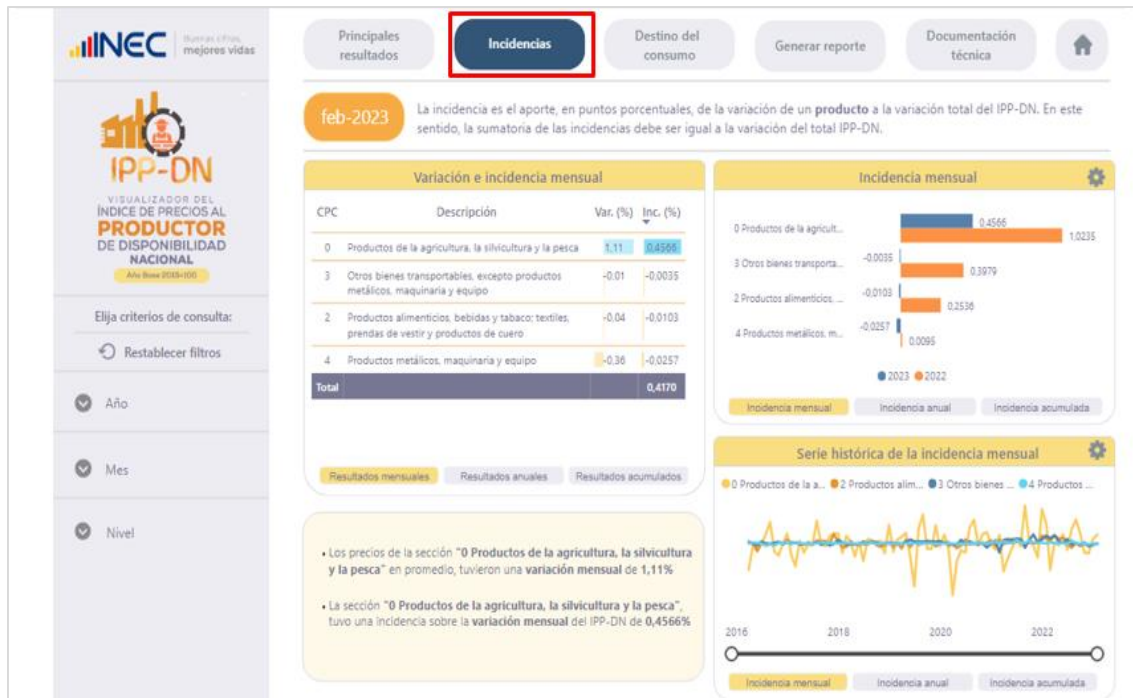 INEC
Buenas cifras,
mejores vidas
Principales
resultados
Incidencias
Destino del
consumo
Generar reporte
Documentación
técnica
IPP-DN
VISUALIZADOR DEL
ÍNDICE DE PRECIOS AL
PRODUCTOR
DE DISPONIBILIDAD
NACIONAL
Año Base 2015=100
Elija criterios de consulta:
Restablecer filtros
Año
Mes
Nivel
feb-2023
La incidencia es el aporte, en puntos porcentuales, de la variación de un producto a la variación total del IPP-DN. En este
sentido, la sumatoria de las incidencias debe ser igual a la variación del total IPP-DN.
Variación e incidencia mensual
CPC Descripción Var. (%) Inc. (%)
0 Productos de la agricultura, la silvicultura y la pesca 1,11 0,4566
3 Otros bienes transportables, excepto productos
metálicos, maquinaria y equipo -0,01 -0,0035
2 Productos alimenticios, bebidas y tabaco; textiles,
prendas de vestir y productos de cuero -0,04 -0,0103
4 Productos metálicos, maquinaria y equipo -0,36 -0,0257
Total 0,4170
Resultados mensuales Resultados anuales Resultados acumulados
• Los precios de la sección "0 Productos de la agricultura, la silvicultura
y la pesca" en promedio, tuvieron una variación mensual de 1,11%
• La sección "0 Productos de la agricultura, la silvicultura y la pesca",
tuvo una incidencia sobre la variación mensual del IPP-DN de 0,4566%
Incidencia mensual
0 Productos de la agricult... 0,4566
1,0235
3 Otros bienes transporta... -0,0035
0,3979
2 Productos alimenticios, ... -0,0103
0,2536
4 Productos metálicos, m... -0,0257
0,0095
2023 2022
Incidencia mensual Incidencia anual Incidencia acumulada
Serie histórica de la incidencia mensual
0 Productos de la a... 2 Productos alim... 3 Otros bienes ... 4 Productos ...
2016 2018 2020 2022
Incidencia mensual Incidencia anual Incidencia acumulada